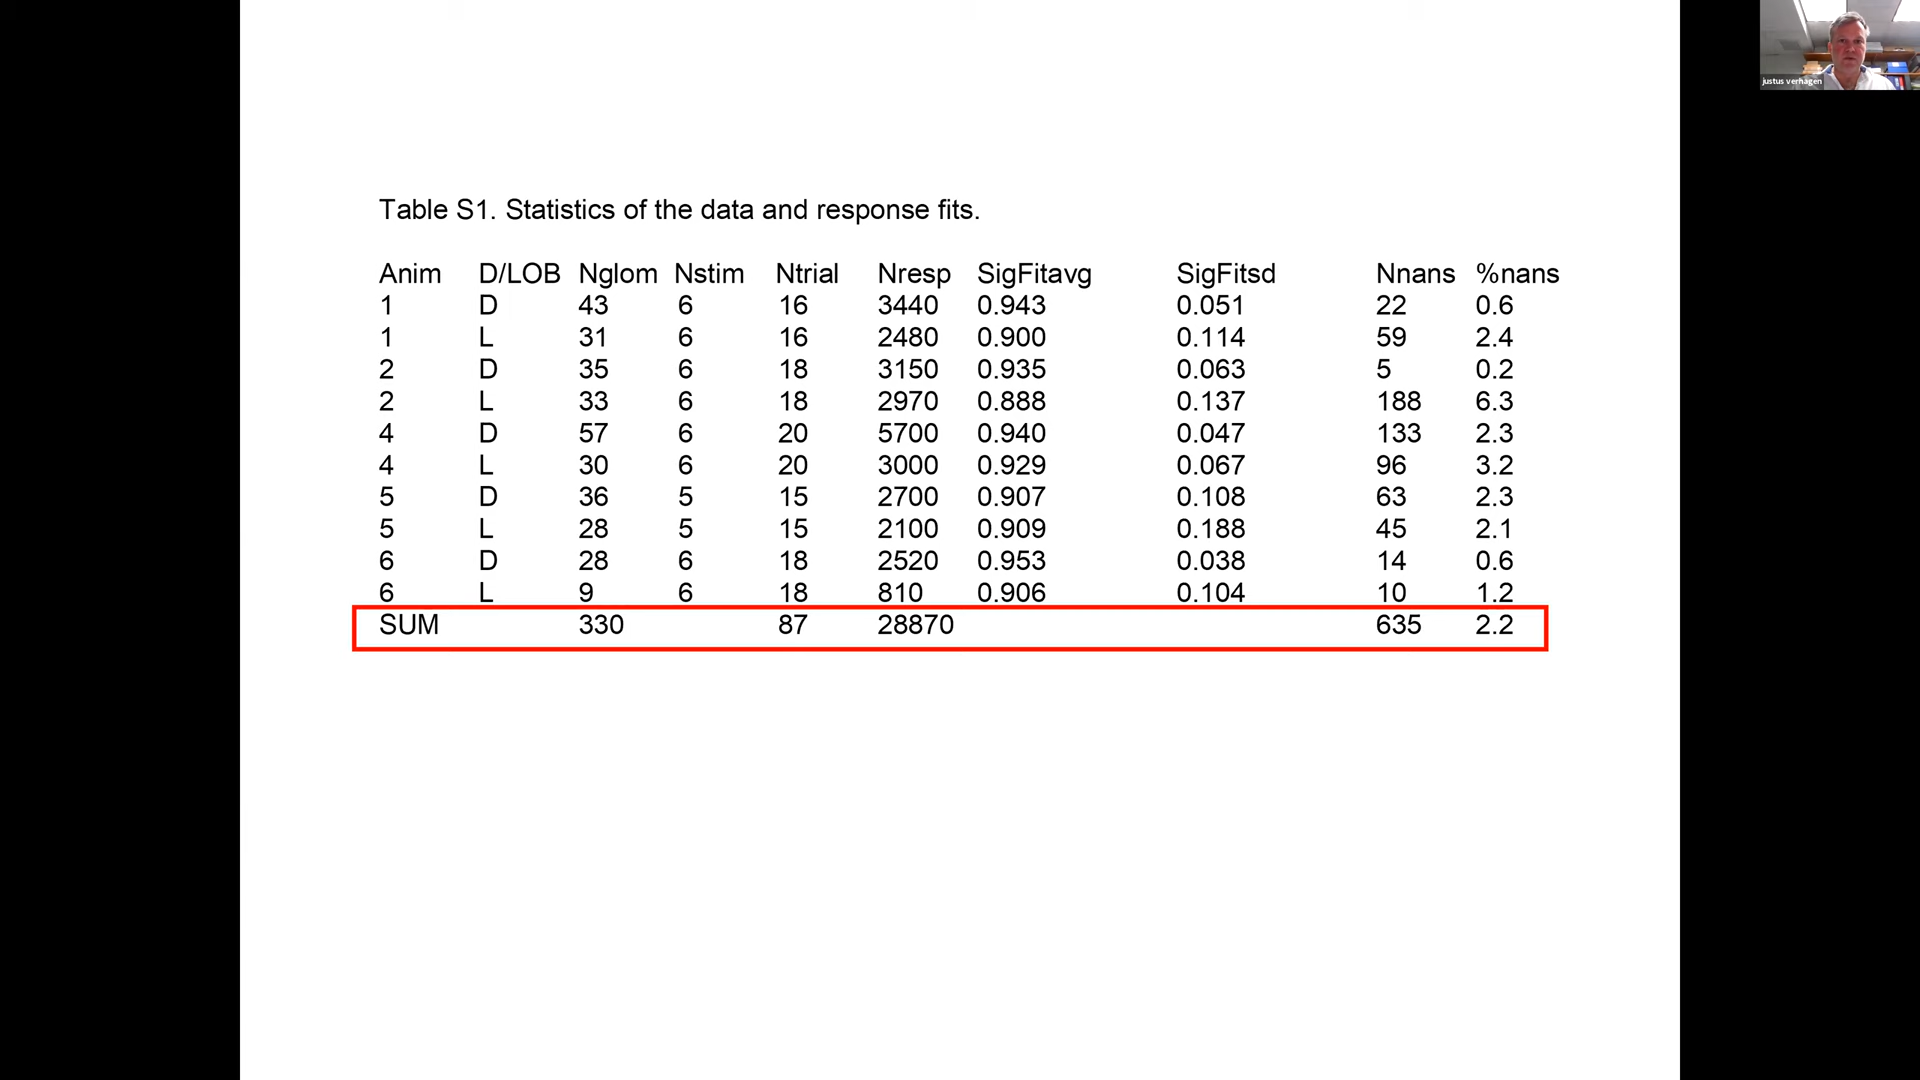 justus verhagen
Table S1. Statistics of the data and response fits.
Anim D/LOB Nglom Nstim Ntrial Nresp SigFitavg SigFitsd Nnans %nans
1 D 43 6 16 3440 0.943 0.051 22 0.6
1 L 31 6 16 2480 0.900 0.114 59 2.4
2 D 35 6 18 3150 0.935 0.063 5 0.2
2 L 33 6 18 2970 0.888 0.137 188 6.3
4 D 57 6 20 5700 0.940 0.047 133 2.3
4 L 30 6 20 3000 0.929 0.067 96 3.2
5 D 36 5 15 2700 0.907 0.108 63 2.3
5 L 28 5 15 2100 0.909 0.188 45 2.1
6 D 28 6 18 2520 0.953 0.038 14 0.6
6 L 9 6 18 810 0.906 0.104 10 1.2
SUM 330 87 28870 635 2.2